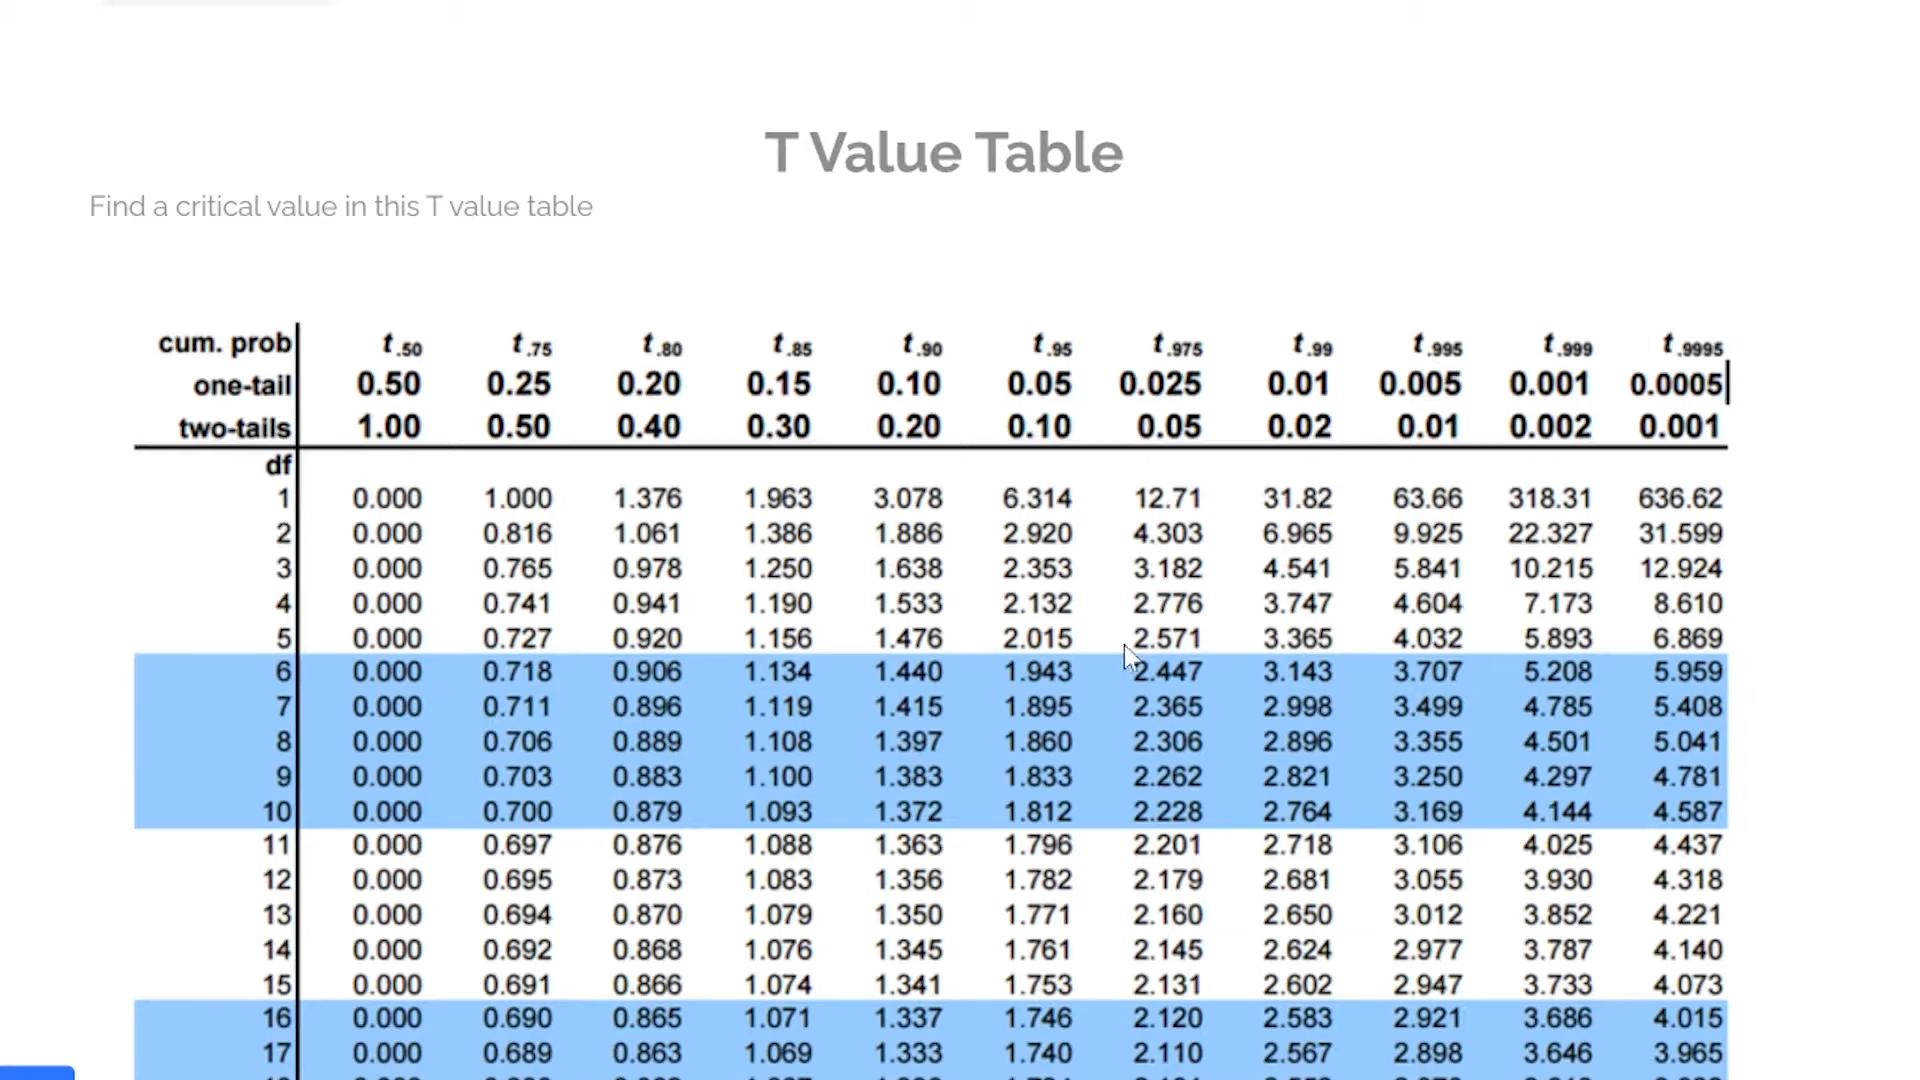 T Value Table
Find a critical value in this T value table
cum. prob t.50 t.75 t.80 t.85 t.90 t.95 t.975 t.99 t.995 t.999 t.9995
one-tail 0.50 0.25 0.20 0.15 0.10 0.05 0.025 0.01 0.005 0.001 0.0005
two-tails 1.00 0.50 0.40 0.30 0.20 0.10 0.05 0.02 0.01 0.002 0.001
df
1 0.000 1.000 1.376 1.963 3.078 6.314 12.71 31.82 63.66 318.31 636.62
2 0.000 0.816 1.061 1.386 1.886 2.920 4.303 6.965 9.925 22.327 31.599
3 0.000 0.765 0.978 1.250 1.638 2.353 3.182 4.541 5.841 10.215 12.924
4 0.000 0.741 0.941 1.190 1.533 2.132 2.776 3.747 4.604 7.173 8.610
5 0.000 0.727 0.920 1.156 1.476 2.015 2.571 3.365 4.032 5.893 6.869
6 0.000 0.718 0.906 1.134 1.440 1.943 2.447 3.143 3.707 5.208 5.959
7 0.000 0.711 0.896 1.119 1.415 1.895 2.365 2.998 3.499 4.785 5.408
8 0.000 0.706 0.889 1.108 1.397 1.860 2.306 2.896 3.355 4.501 5.041
9 0.000 0.703 0.883 1.100 1.383 1.833 2.262 2.821 3.250 4.297 4.781
10 0.000 0.700 0.879 1.093 1.372 1.812 2.228 2.764 3.169 4.144 4.587
11 0.000 0.697 0.876 1.088 1.363 1.796 2.201 2.718 3.106 4.025 4.437
12 0.000 0.695 0.873 1.083 1.356 1.782 2.179 2.681 3.055 3.930 4.318
13 0.000 0.694 0.870 1.079 1.350 1.771 2.160 2.650 3.012 3.852 4.221
14 0.000 0.692 0.868 1.076 1.345 1.761 2.145 2.624 2.977 3.787 4.140
15 0.000 0.691 0.866 1.074 1.341 1.753 2.131 2.602 2.947 3.733 4.073
16 0.000 0.690 0.865 1.071 1.337 1.746 2.120 2.583 2.921 3.686 4.015
17 0.000 0.689 0.863 1.069 1.333 1.740 2.110 2.567 2.898 3.646 3.965